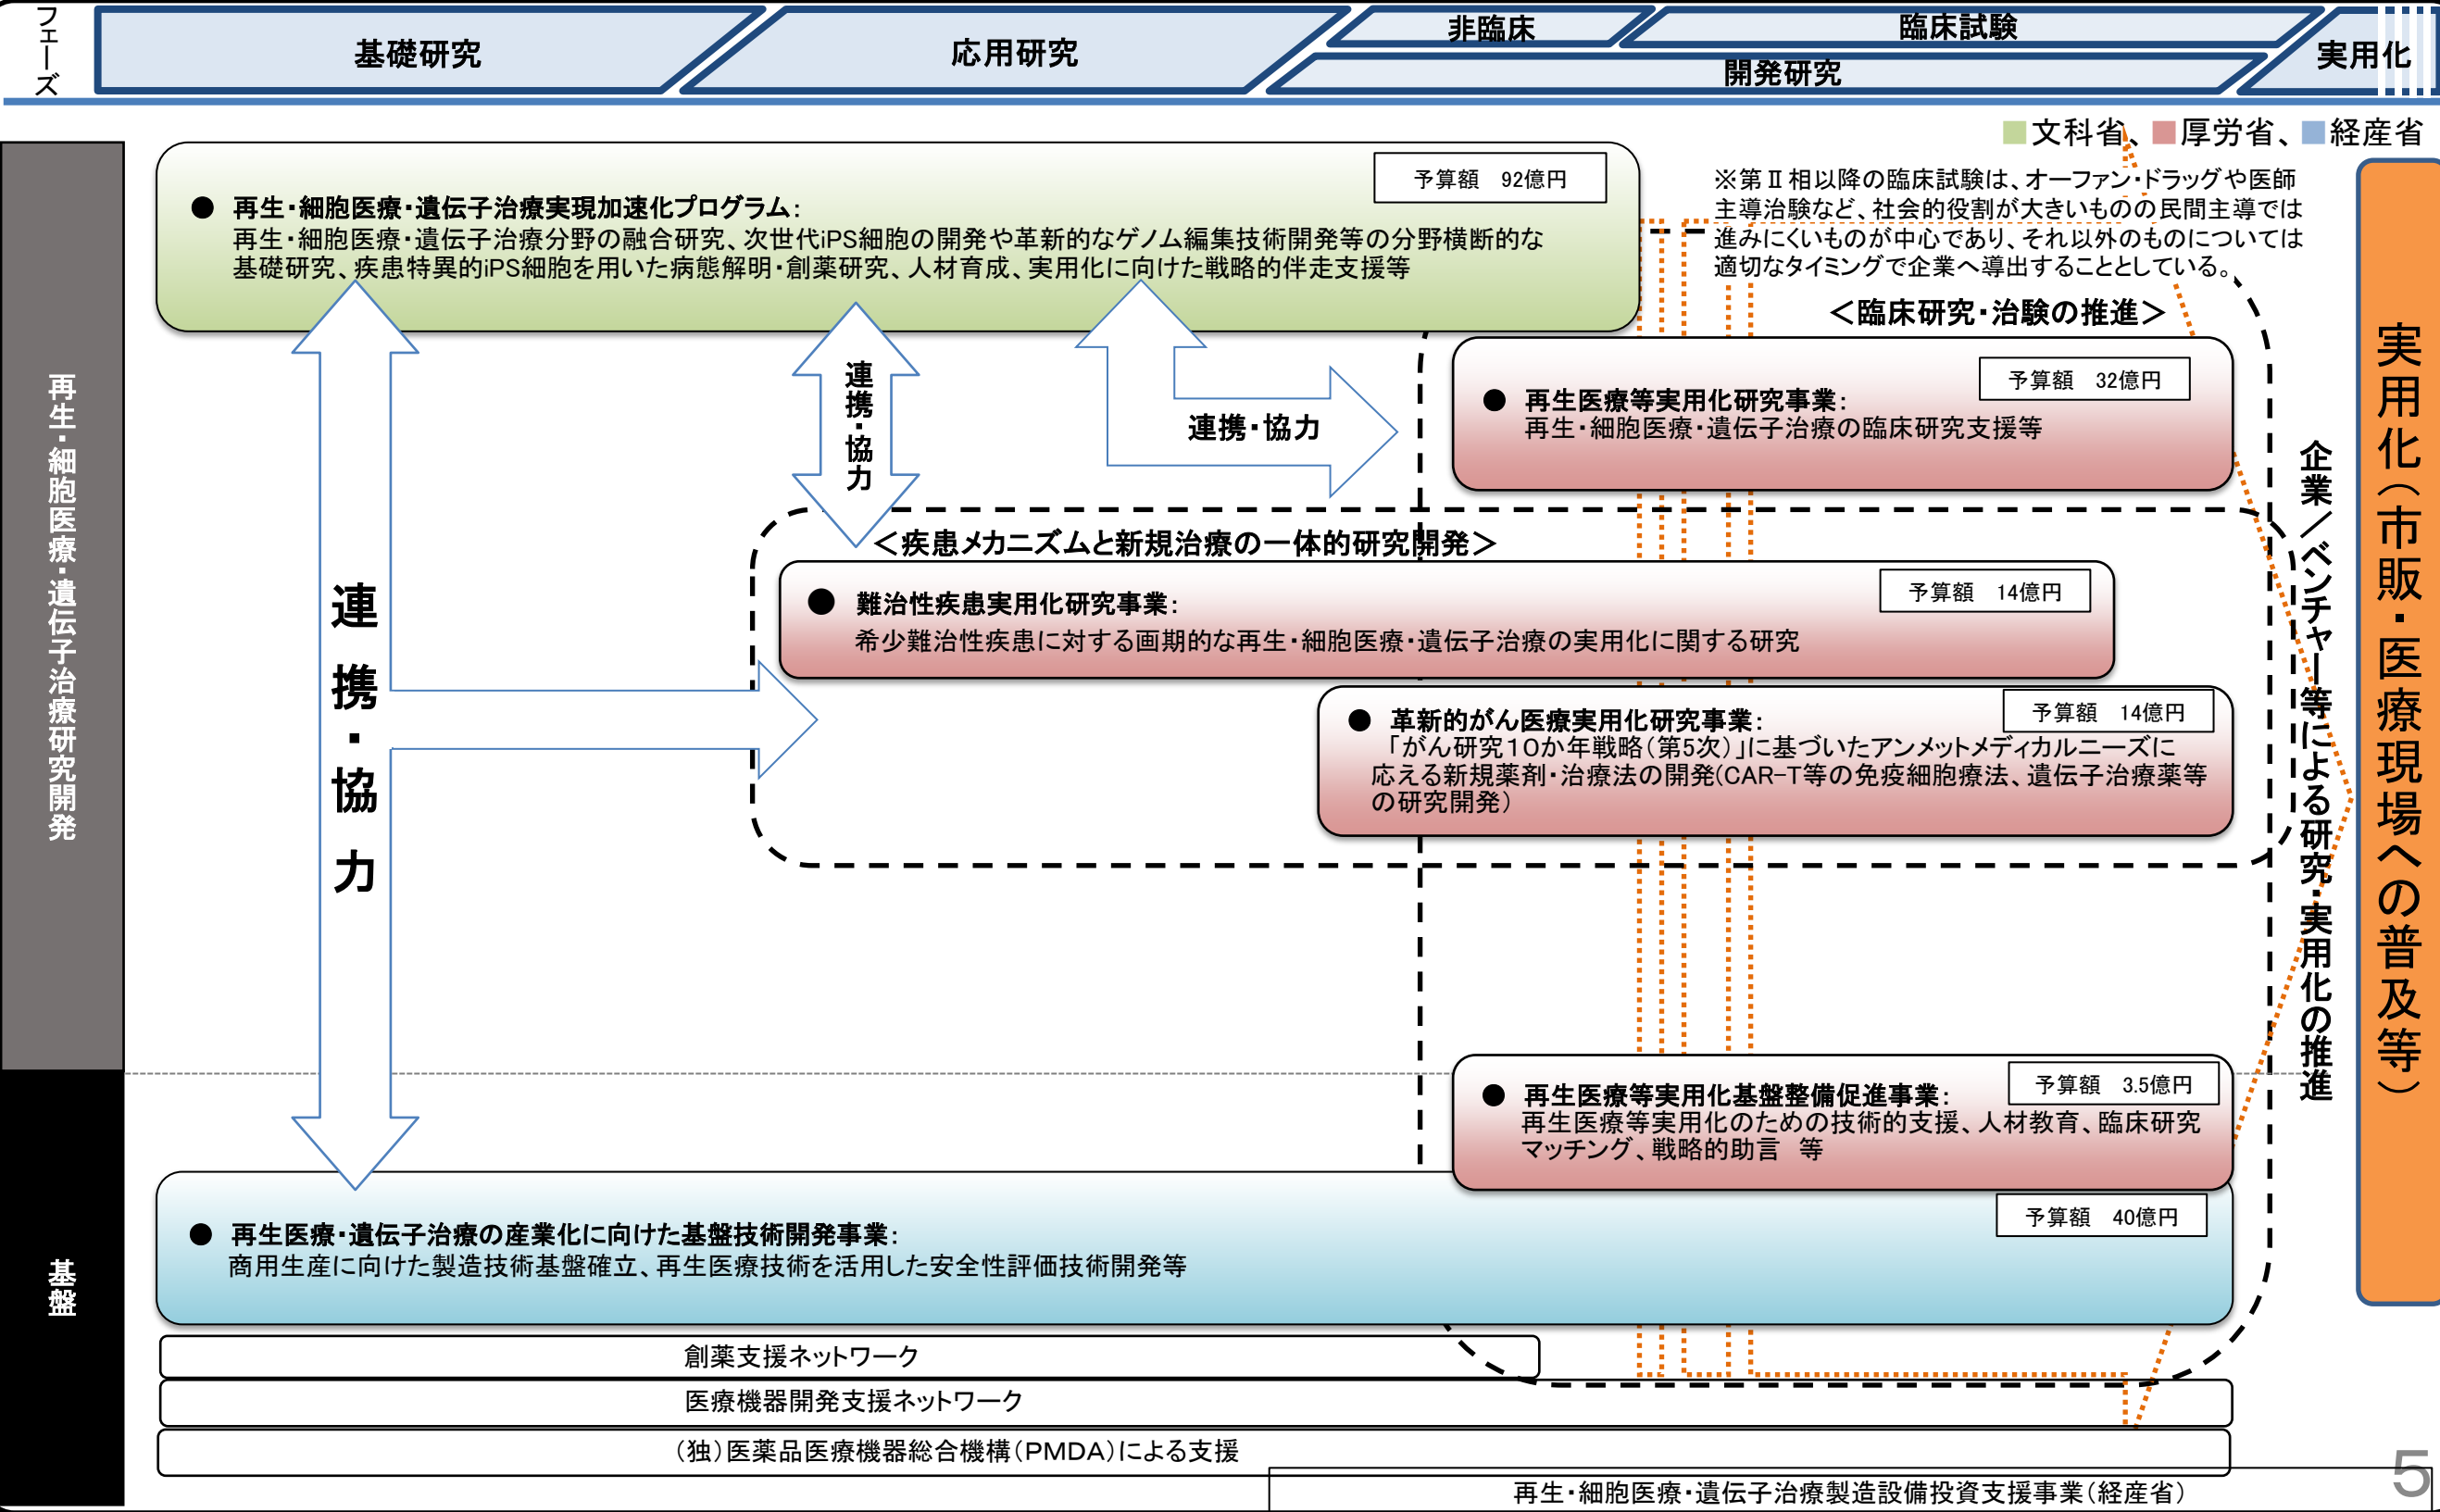 フェーズ
基礎研究
応用研究
非臨床
臨床試験
開発研究
実用化
文科省、厚労省、経産省
再生・細胞医療・遺伝子治療研究開発
予算額　92億円
● 再生・細胞医療・遺伝子治療実現加速化プログラム：
再生・細胞医療・遺伝子治療分野の融合研究、次世代iPS細胞の開発や革新的なゲノム編集技術開発等の分野横断的な
基礎研究、疾患特異的iPS細胞を用いた病態解明・創薬研究、人材育成、実用化に向けた戦略的伴走支援等
※第Ⅱ相以降の臨床試験は、オーファン・ドラッグや医師
主導治験など、社会的役割が大きいものの民間主導では
進みにくいものが中心であり、それ以外のものについては
適切なタイミングで企業へ導出することとしている。
＜臨床研究・治験の推進＞
予算額　32億円
● 再生医療等実用化研究事業：
再生・細胞医療・遺伝子治療の臨床研究支援等
連携・協力
連携・協力
連携・協力
＜疾患メカニズムと新規治療の一体的研究開発＞
予算額　14億円
● 難治性疾患実用化研究事業：
希少難治性疾患に対する画期的な再生・細胞医療・遺伝子治療の実用化に関する研究
予算額　14億円
● 革新的がん医療実用化研究事業：
「がん研究１０か年戦略（第5次）」に基づいたアンメットメディカルニーズに
応える新規薬剤・治療法の開発(CAR-T等の免疫細胞療法、遺伝子治療薬等
の研究開発）
企業／ベンチャー等による研究・実用化の推進
実用化（市販・医療現場への普及等）
基盤
予算額　3.5億円
● 再生医療等実用化基盤整備促進事業：
再生医療等実用化のための技術的支援、人材教育、臨床研究
マッチング、戦略的助言　等
予算額　40億円
● 再生医療・遺伝子治療の産業化に向けた基盤技術開発事業：
商用生産に向けた製造技術基盤確立、再生医療技術を活用した安全性評価技術開発等
創薬支援ネットワーク
医療機器開発支援ネットワーク
（独）医薬品医療機器総合機構（PMDA）による支援
再生・細胞医療・遺伝子治療製造設備投資支援事業（経産省）
5